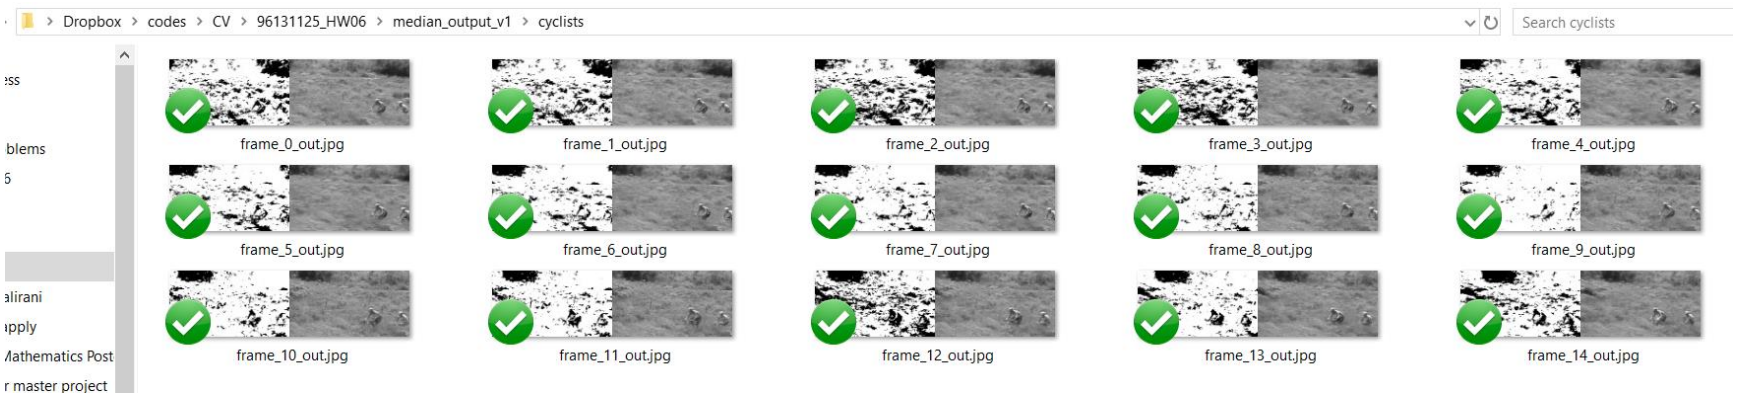 Dropbox > codes > CV > 96131125_HW06 > median_output_v1 > cyclists
Search cyclists
ess
blems
6
alirani
apply
Mathematics Post
r master project
frame_0_out.jpg frame_1_out.jpg frame_2_out.jpg frame_3_out.jpg frame_4_out.jpg
frame_5_out.jpg frame_6_out.jpg frame_7_out.jpg frame_8_out.jpg frame_9_out.jpg
frame_10_out.jpg frame_11_out.jpg frame_12_out.jpg frame_13_out.jpg frame_14_out.jpg